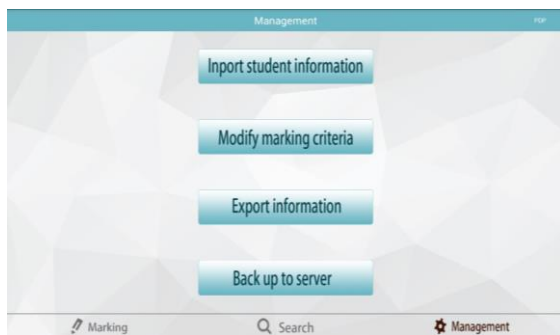 Management
Inport student information
Modify marking criteria
Export information
Back up to server
Marking
Search
Management